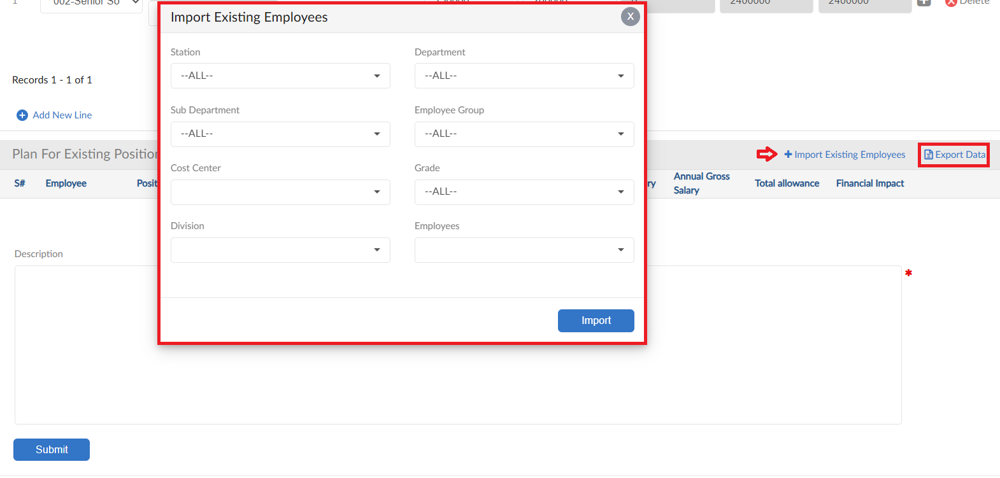 1 002-Senior So 2400000 2400000 Delete
Import Existing Employees X
Station Department
--ALL-- --ALL--
Records 1 - 1 of 1
Sub Department Employee Group
Add New Line
--ALL-- --ALL--
Plan For Existing Position Import Existing Employees Export Data
Cost Center Grade
S# Employee Posit ry Annual Gross Salary Total allowance Financial Impact
--ALL--
Division Employees
Description
*
Import
Submit